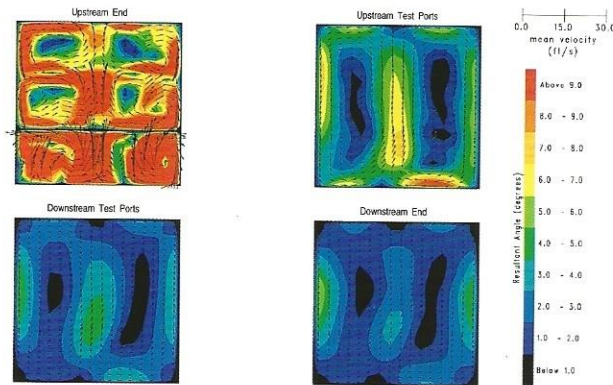 Upstream End
Upstream Test Ports
0.0 15.0 30.0
mean velocity
(ft/s)
Above 9.0
8.0 - 9.0
7.0 - 8.0
6.0 - 7.0
5.0 - 6.0
4.0 - 5.0
3.0 - 4.0
2.0 - 3.0
1.0 - 2.0
Below 1.0
Resultant Angle (degrees)
Downstream Test Ports
Downstream End